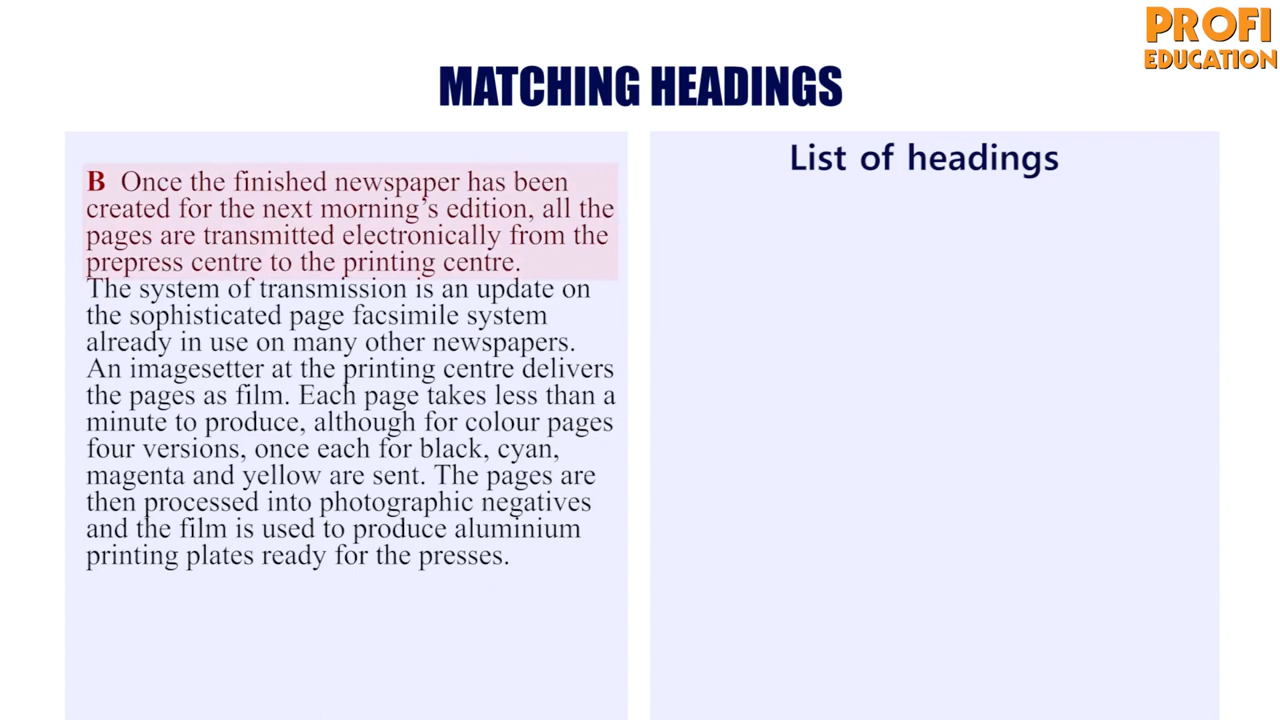 PROFI
EDUCATION
MATCHING HEADINGS
B Once the finished newspaper has been
created for the next morning's edition, all the
pages are transmitted electronically from the
prepress centre to the printing centre.
The system of transmission is an update on
the sophisticated page facsimile system
already in use on many other newspapers.
An imagesetter at the printing centre delivers
the pages as film. Each page takes less than a
minute to produce, although for colour pages
four versions, once each for black, cyan,
magenta and yellow are sent. The pages are
then processed into photographic negatives
and the film is used to produce aluminium
printing plates ready for the presses.
List of headings